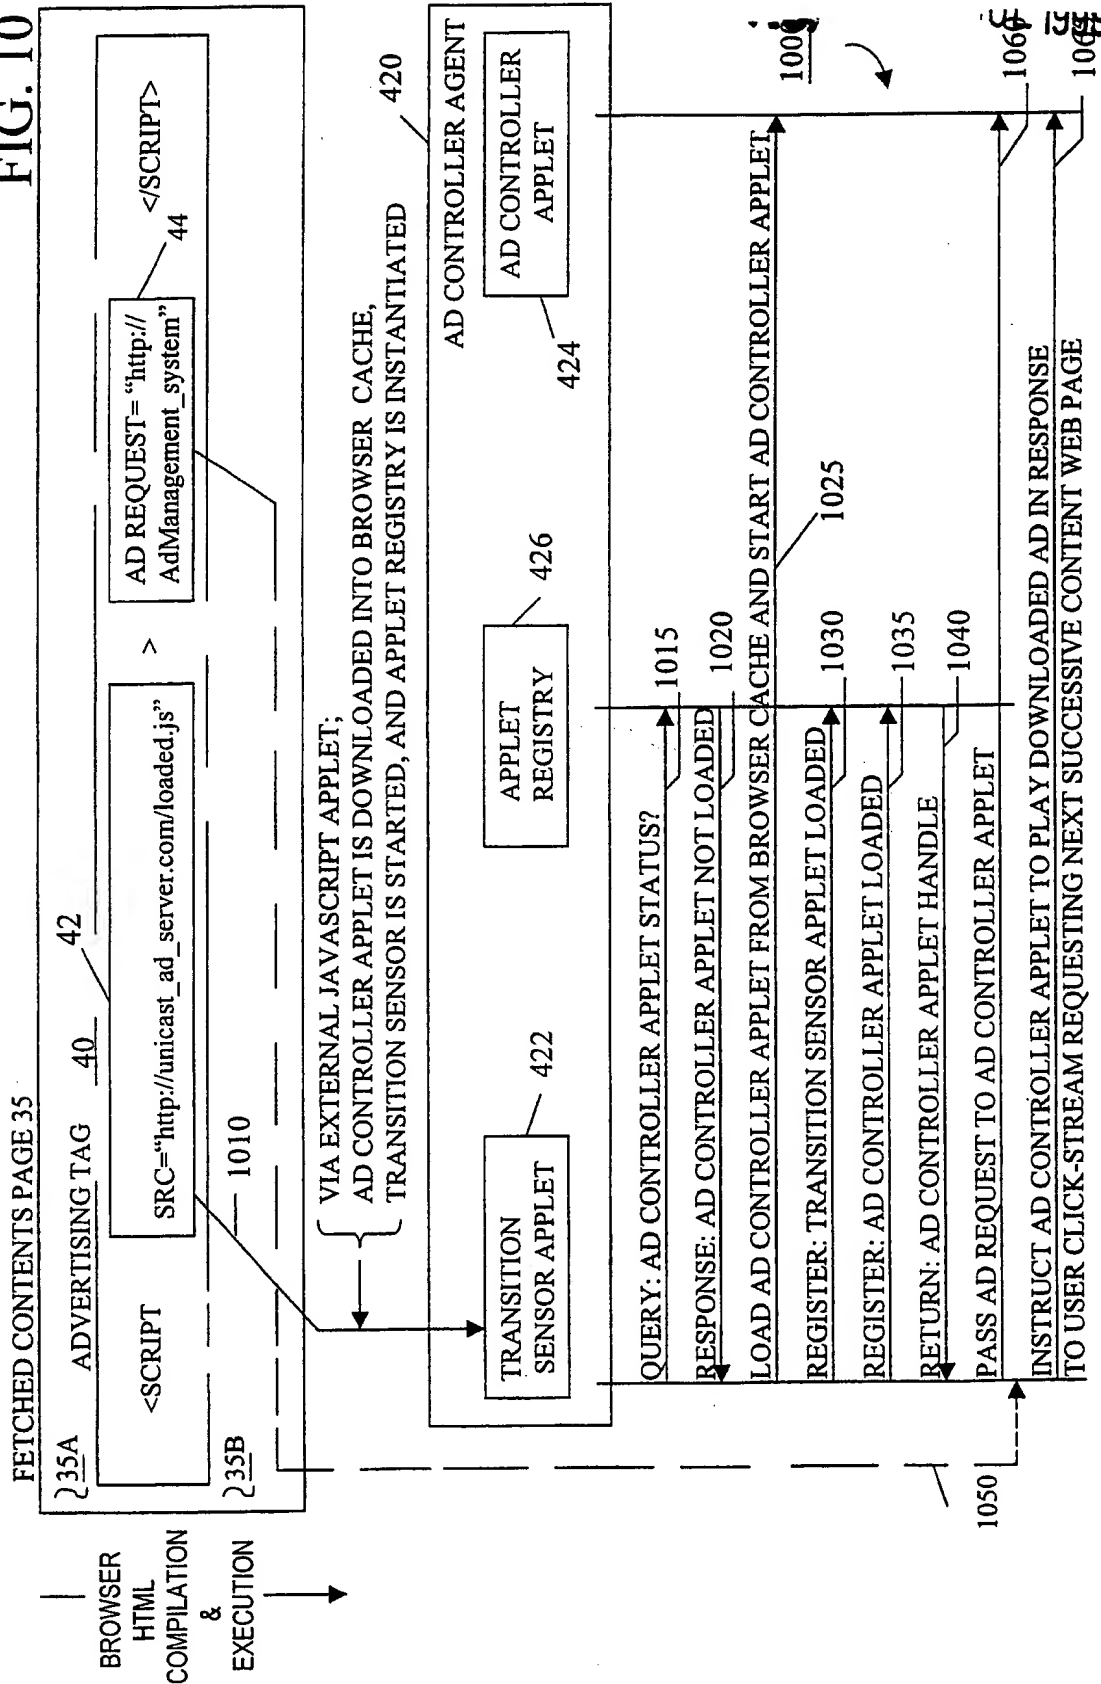 FIG. 10
FETCHED CONTENTS PAGE 35
35A
ADVERTISING TAG 40
42
<SCRIPT
SRC="http://unicast_ad_server.com/loaded.js"
>
AD REQUEST= "http://
AdManagement_system"
</SCRIPT>
44
35B
1010
BROWSER
HTML
COMPILATION
&
EXECUTION
VIA EXTERNAL JAVASCRIPT APPLET;
AD CONTROLLER APPLET IS DOWNLOADED INTO BROWSER CACHE,
TRANSITION SENSOR IS STARTED, AND APPLET REGISTRY IS INSTANTIATED
420
AD CONTROLLER AGENT
TRANSITION
SENSOR APPLET
422
APPLET
REGISTRY
426
AD CONTROLLER
APPLET
424
1000
QUERY: AD CONTROLLER APPLET STATUS?
1015
RESPONSE: AD CONTROLLER APPLET NOT LOADED
1020
LOAD AD CONTROLLER APPLET FROM BROWSER CACHE AND START AD CONTROLLER APPLET
1025
REGISTER: TRANSITION SENSOR APPLET LOADED
1030
REGISTER: AD CONTROLLER APPLET LOADED
1035
RETURN: AD CONTROLLER APPLET HANDLE
1040
PASS AD REQUEST TO AD CONTROLLER APPLET
1060
1050
INSTRUCT AD CONTROLLER APPLET TO PLAY DOWNLOADED AD IN RESPONSE
TO USER CLICK-STREAM REQUESTING NEXT SUCCESSIVE CONTENT WEB PAGE